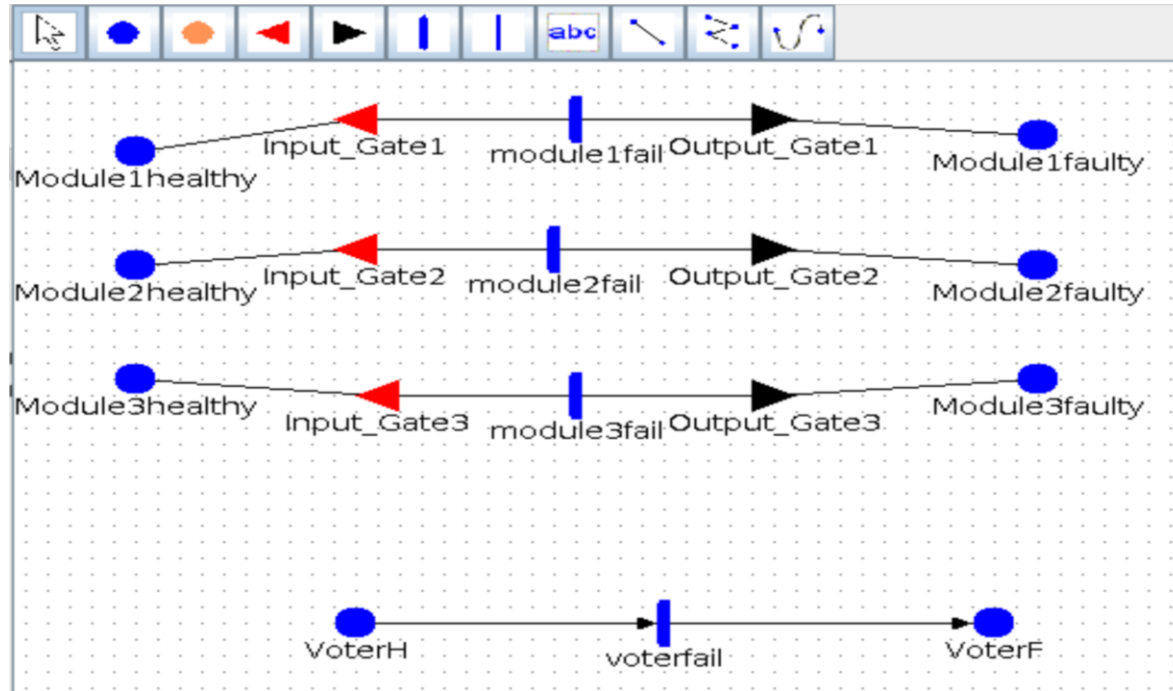 abc
Input_Gate1 module1fail Output_Gate1
Module1healthy Module1faulty
Input_Gate2 module2fail Output_Gate2
Module2healthy Module2faulty
Module3healthy Module3faulty
Input_Gate3 module3fail Output_Gate3
VoterH voterfail VoterF